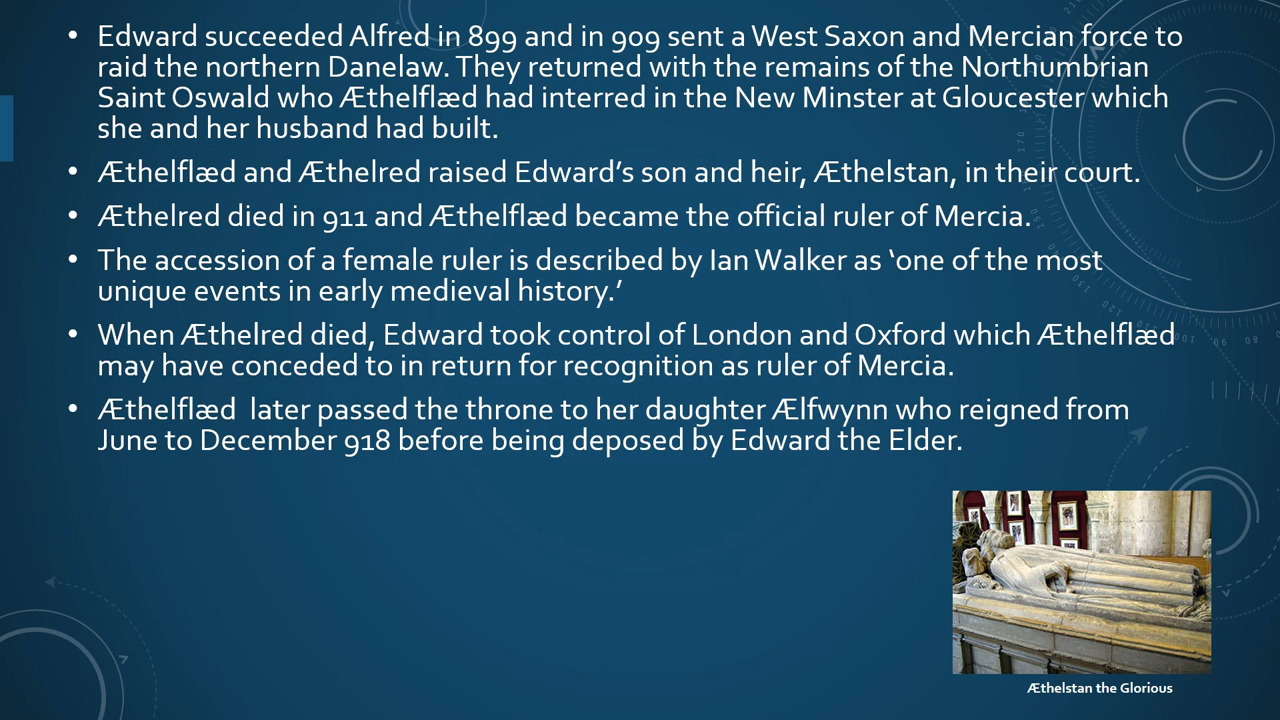 • Edward succeeded Alfred in 899 and in 909 sent a West Saxon and Mercian force to
raid the northern Danelaw. They returned with the remains of the Northumbrian
Saint Oswald who Æthelflæd had interred in the New Minster at Gloucester which
she and her husband had built.
• Æthelflæd and Æthelred raised Edward’s son and heir, Æthelstan, in their court.
• Æthelred died in 911 and Æthelflæd became the official ruler of Mercia.
• The accession of a female ruler is described by Ian Walker as ‘one of the most
unique events in early medieval history.’
• When Æthelred died, Edward took control of London and Oxford which Æthelflæd
may have conceded to in return for recognition as ruler of Mercia.
• Æthelflæd  later passed the throne to her daughter Ælfwynn who reigned from
June to December 918 before being deposed by Edward the Elder.
Æthelstan the Glorious